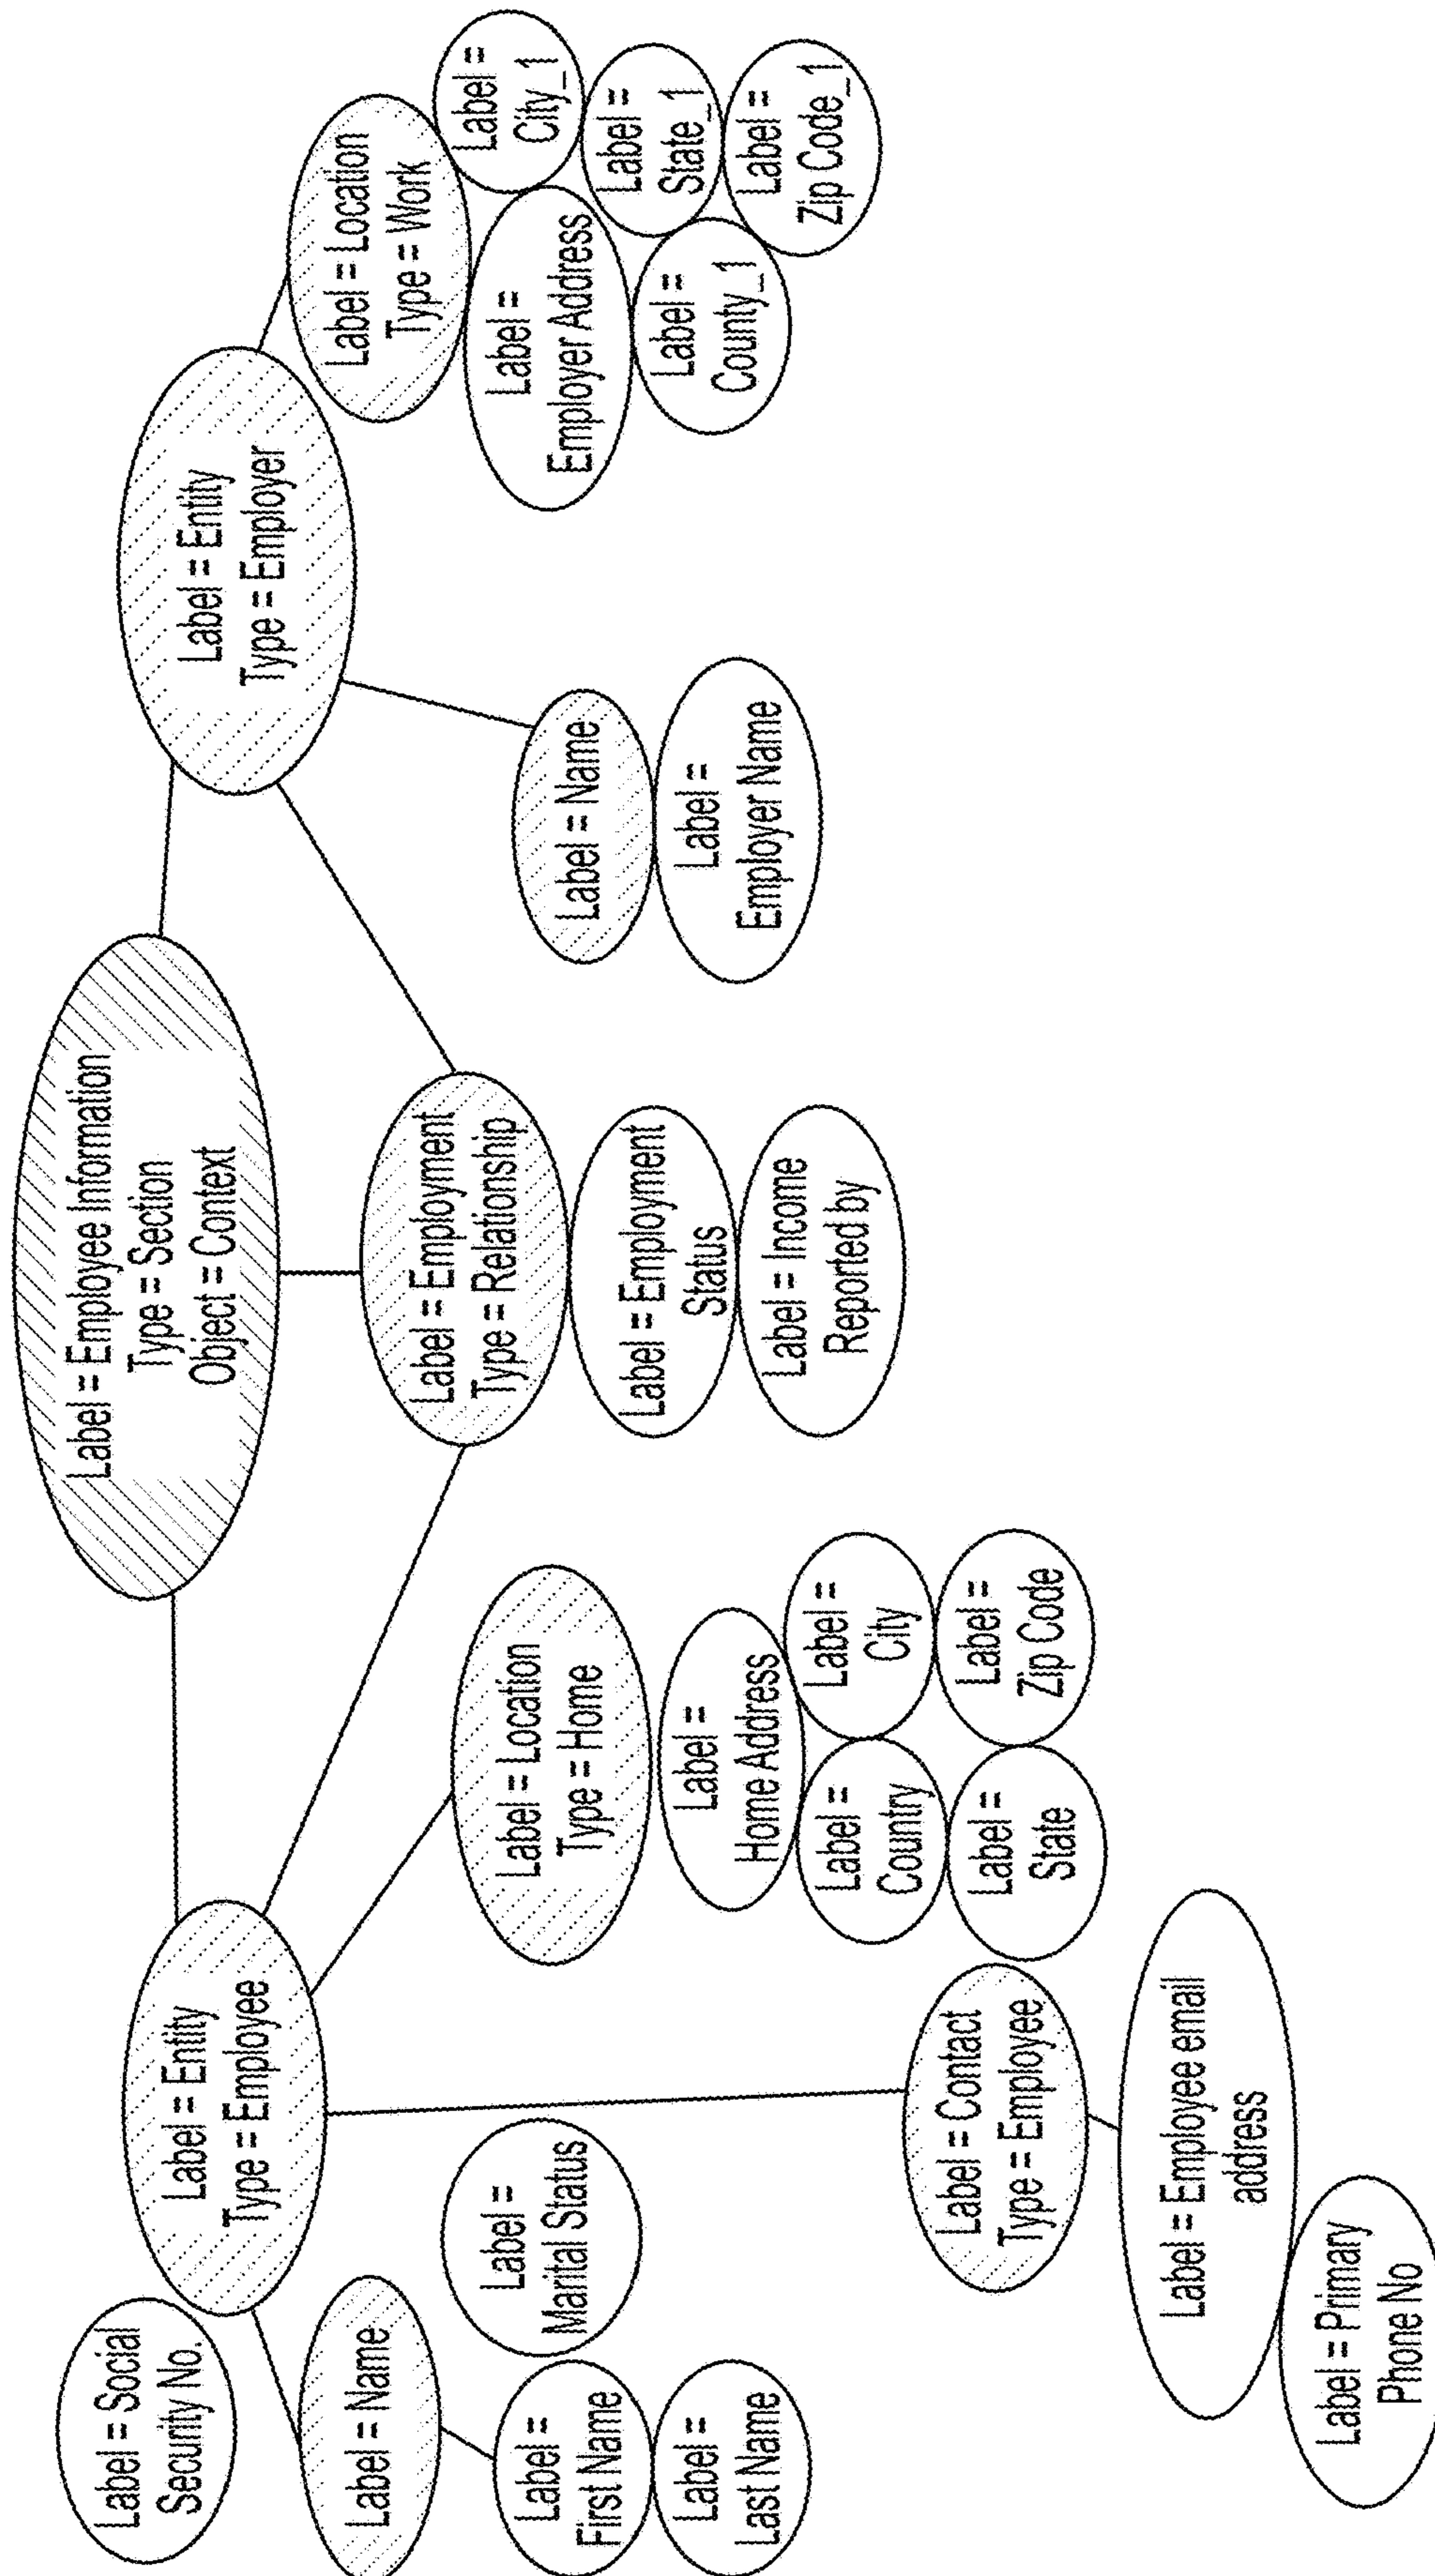 Label = Employee Information
Type = Section
Object = Context
Label = Social
Security No.
Label = Entity
Type = Employee
Label = Entity
Type = Employer
Label = Name
Label =
First Name
Label =
Last Name
Label =
Marital Status
Label = Location
Type = Home
Label =
Home Address
Label =
City
Label =
Country
Label =
Zip Code
Label =
State
Label = Contact
Type = Employee
Label = Employee email
address
Label = Primary
Phone No
Label = Employment
Type = Relationship
Label = Employment
Status
Label = Income
Reported by
Label = Name
Label =
Employer Name
Label = Location
Type = Work
Label =
Employer Address
Label =
City_1
Label =
County_1
Label =
State_1
Label =
Zip Code_1